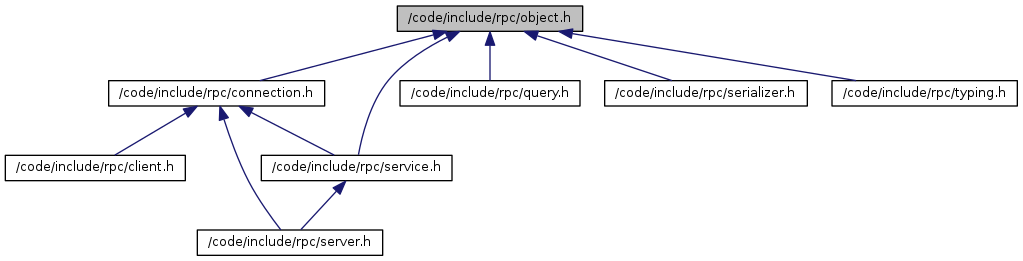 /code/include/rpc/object.h
/code/include/rpc/connection.h
/code/include/rpc/query.h
/code/include/rpc/serializer.h
/code/include/rpc/typing.h
/code/include/rpc/client.h
/code/include/rpc/service.h
/code/include/rpc/server.h